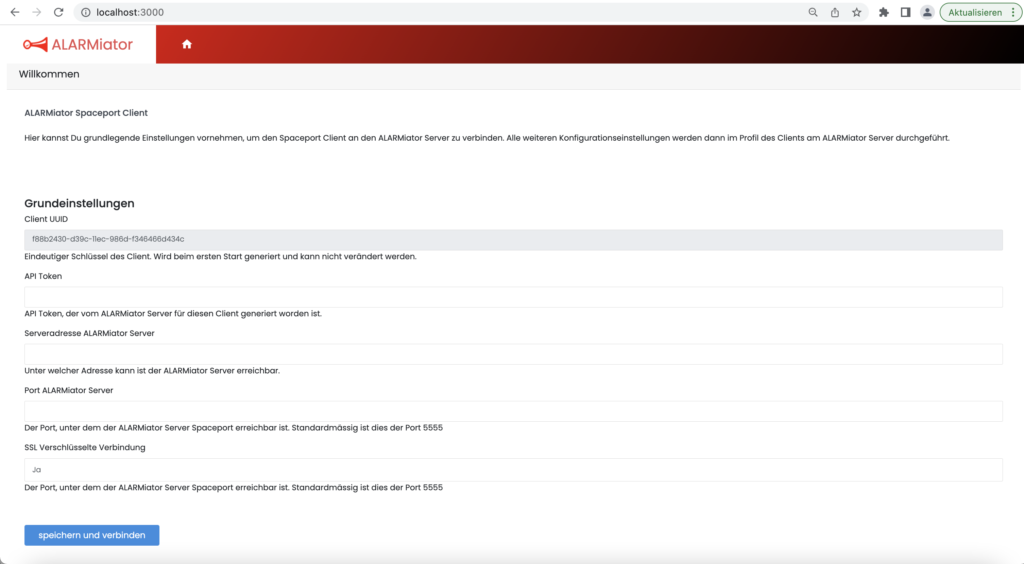 localhost:3000
Aktualisieren
ALARMiator
Willkommen
ALARMiator Spaceport Client
Hier kannst Du grundlegende Einstellungen vornehmen, um den Spaceport Client an den ALARMiator Server zu verbinden. Alle weiteren Konfigurationseinstellungen werden dann im Profil des Clients am ALARMiator Server durchgeführt.
Grundeinstellungen
Client UUID
f88b2430-d39c-11ec-986d-f346466d434c
Eindeutiger Schlüssel des Client. Wird beim ersten Start generiert und kann nicht verändert werden.
API Token
API Token, der vom ALARMiator Server für diesen Client generiert worden ist.
Serveradresse ALARMiator Server
Unter welcher Adresse kann ist der ALARMiator Server erreichbar.
Port ALARMiator Server
Der Port, unter dem der ALARMiator Server Spaceport erreichbar ist. Standardmässig ist dies der Port 5555
SSL Verschlüsselte Verbindung
Ja
Der Port, unter dem der ALARMiator Server Spaceport erreichbar ist. Standardmässig ist dies der Port 5555
speichern und verbinden